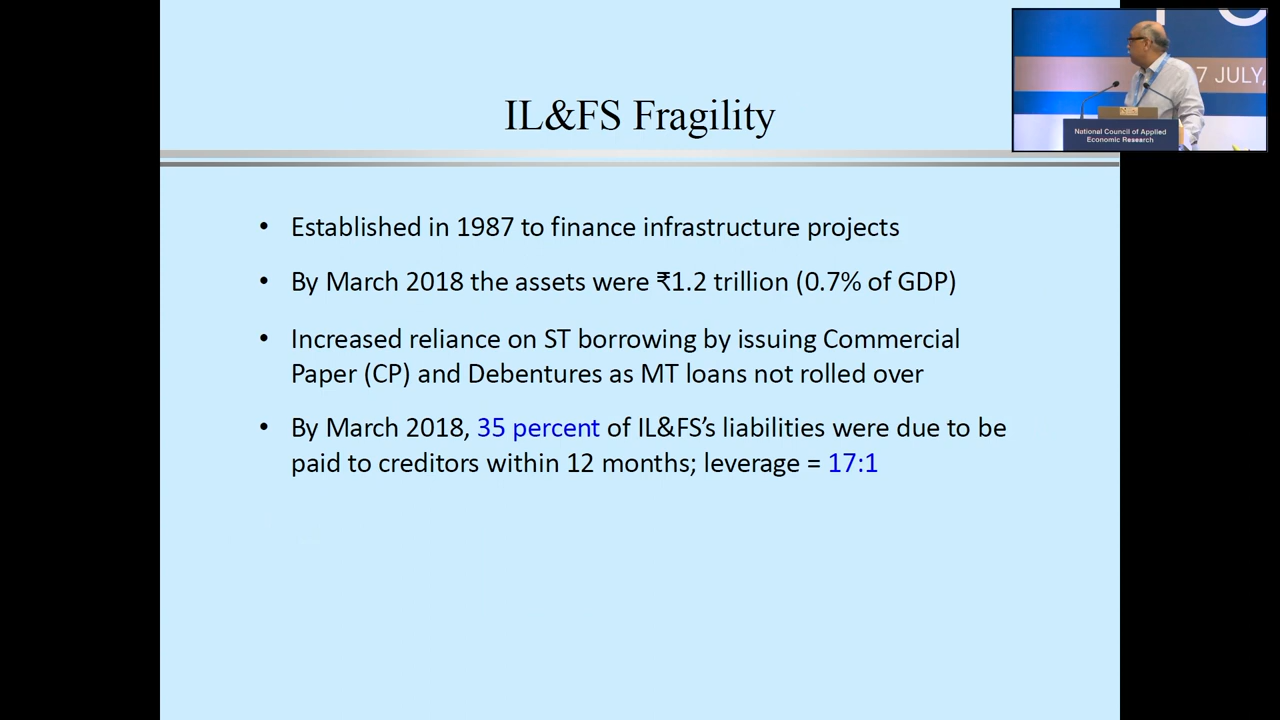 IL&FS Fragility
7 JULY,
National Council of Applied
Economic Research
• Established in 1987 to finance infrastructure projects
• By March 2018 the assets were ₹1.2 trillion (0.7% of GDP)
• Increased reliance on ST borrowing by issuing Commercial
Paper (CP) and Debentures as MT loans not rolled over
• By March 2018, 35 percent of IL&FS’s liabilities were due to be
paid to creditors within 12 months; leverage = 17:1